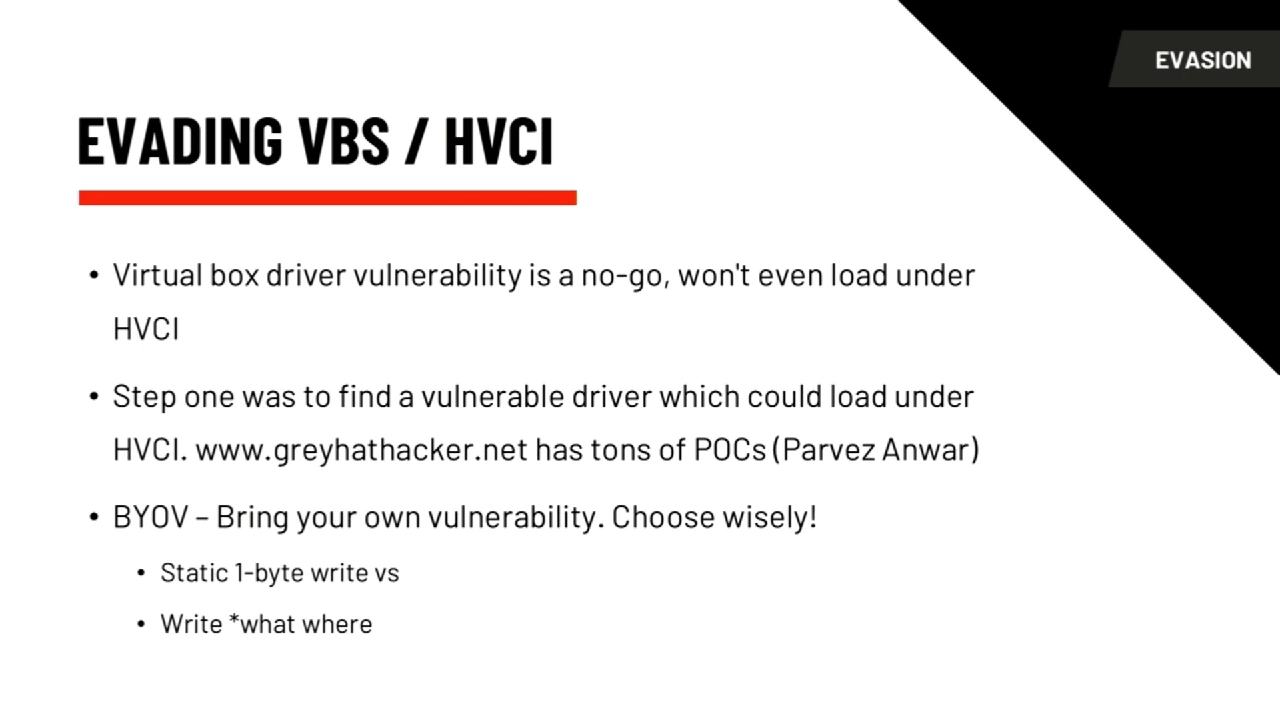 EVASION
EVADING VBS / HVCI
• Virtual box driver vulnerability is a no-go, won't even load under
HVCI
• Step one was to find a vulnerable driver which could load under
HVCI. www.greyhathacker.net has tons of POCs (Parvez Anwar)
• BYOV – Bring your own vulnerability. Choose wisely!
• Static 1-byte write vs
• Write *what where